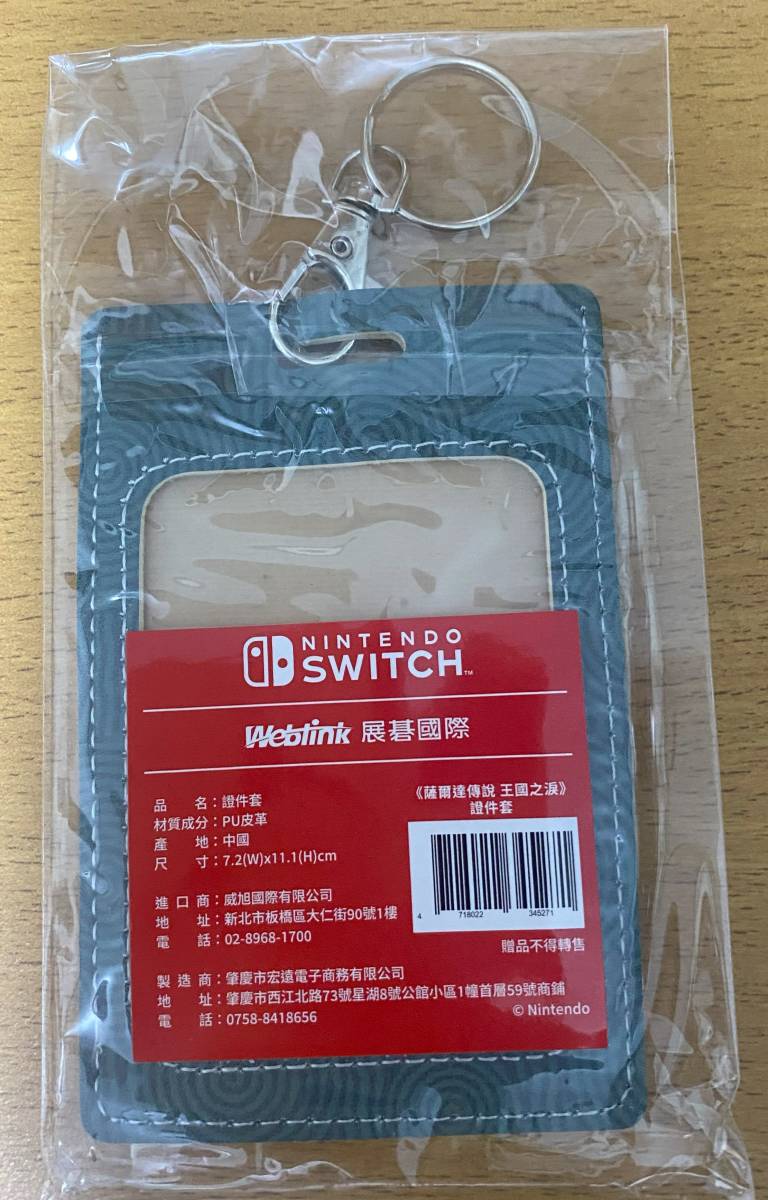 NINTENDO
SWITCH™
Weblink 展碁國際
品名：證件套
材質成分：PU皮革
產地：中國
尺寸：7.2(W)x11.1(H)cm
《薩爾達傳說 王國之淚》
證件套
4 718022 345271
贈品不得轉售
進口商：威旭國際有限公司
地址：新北市板橋區大仁街90號1樓
電話：02-8968-1700
製造商：肇慶市宏遠電子商務有限公司
地址：肇慶市西江北路73號星湖8號公館小區1幢首層59號商鋪
電話：0758-8418656
© Nintendo